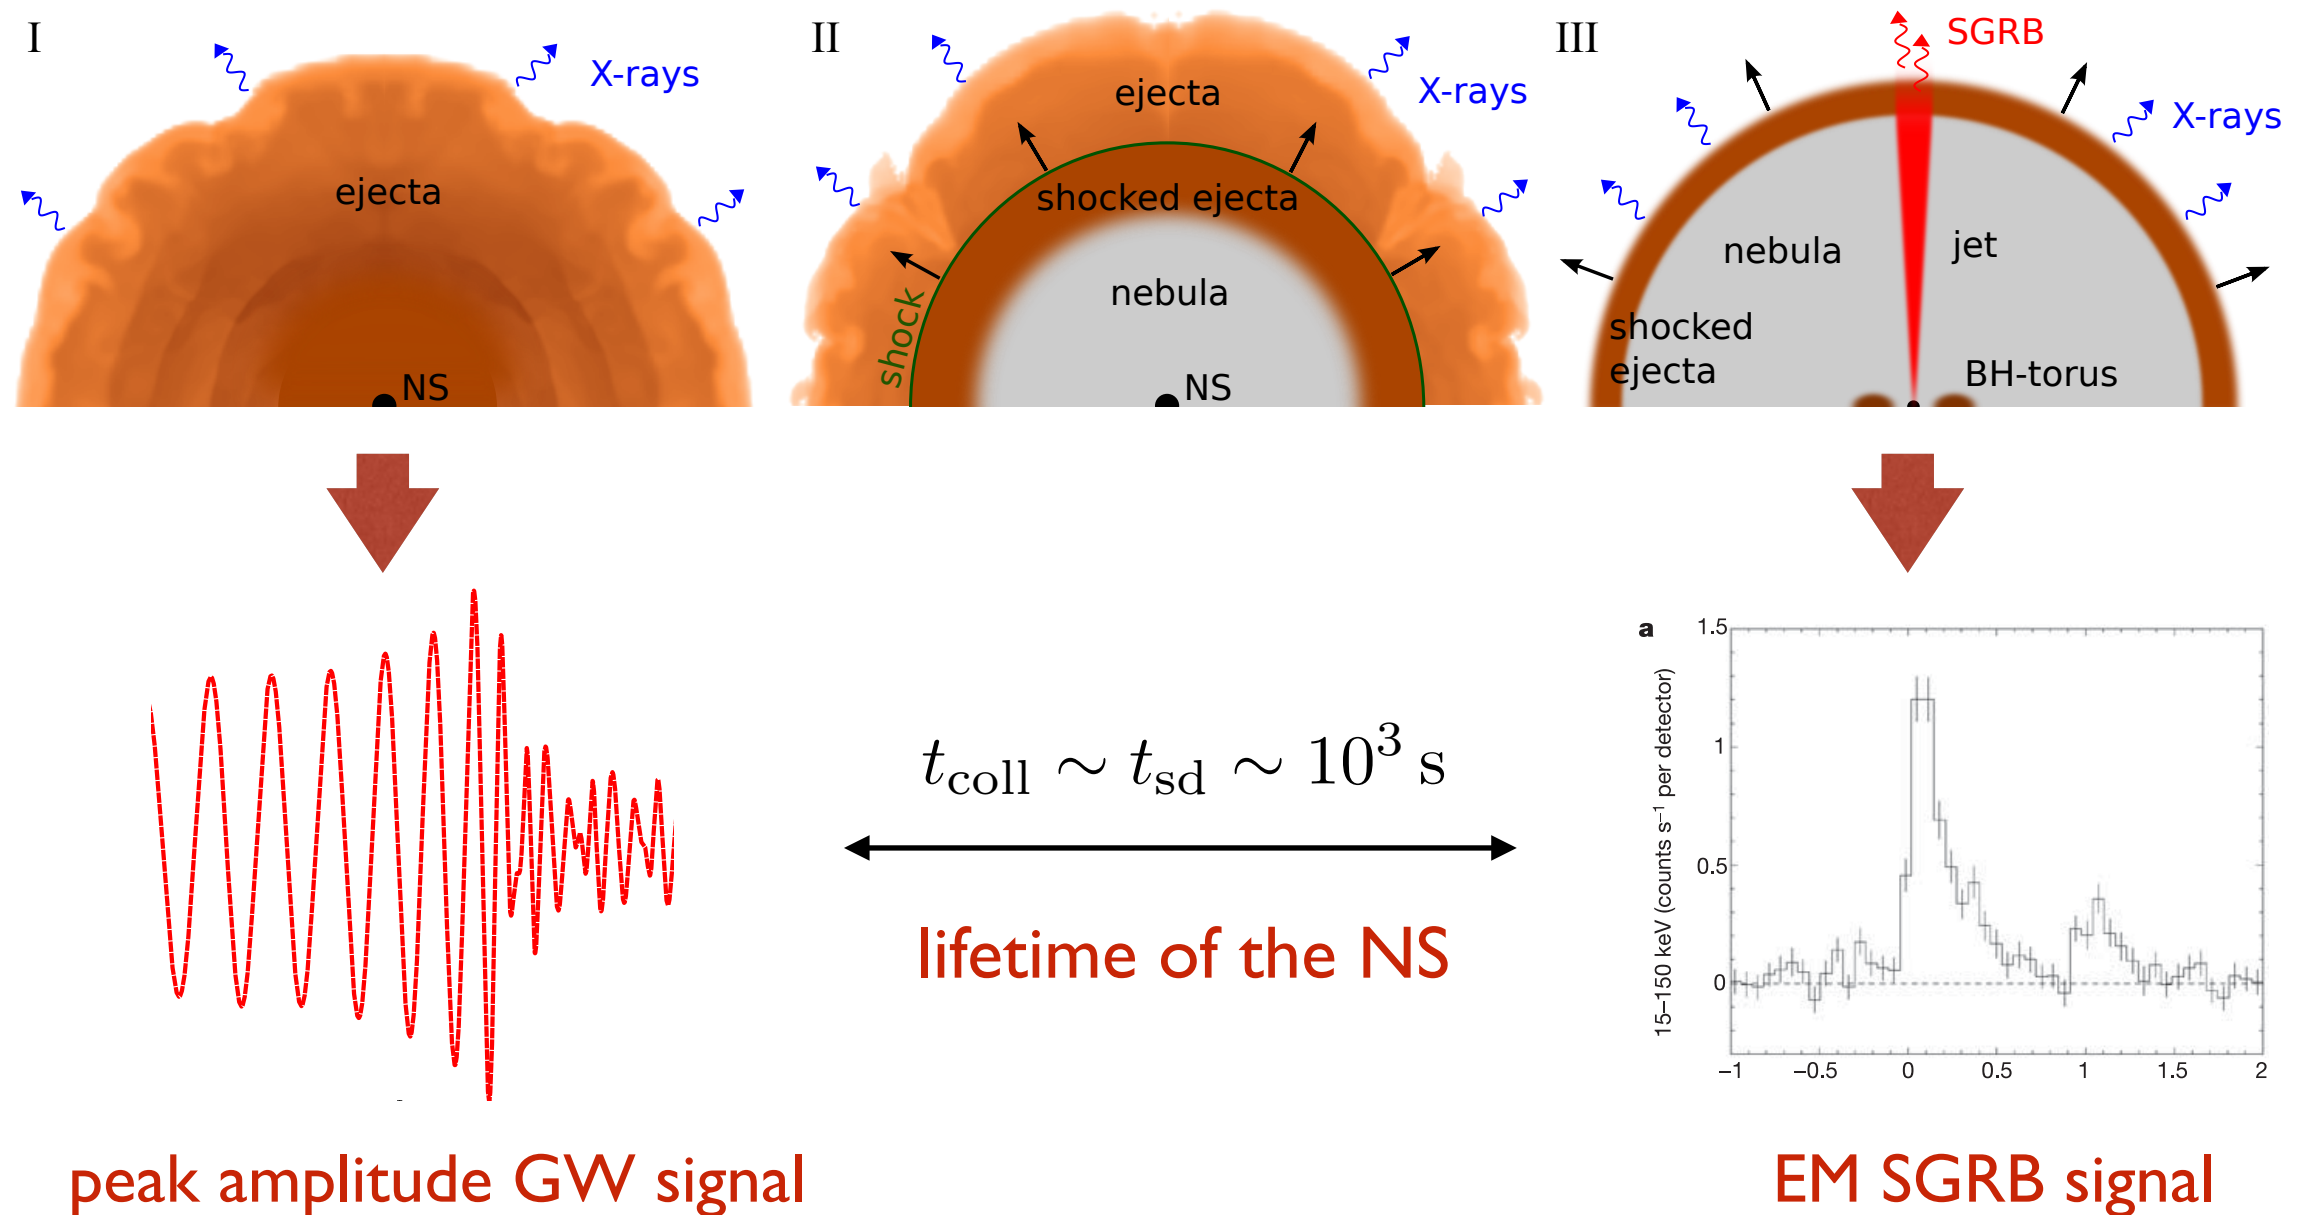 I
X-rays
ejecta
NS
II
ejecta
X-rays
shocked ejecta
shock
nebula
NS
III
SGRB
X-rays
nebula
jet
shocked
ejecta
BH-torus
t_coll ∼ t_sd ∼ 10³ s
lifetime of the NS
a
15–150 keV (counts s⁻¹ per detector)
1.5
1
0.5
0
−1 −0.5 0 0.5 1 1.5 2
peak amplitude GW signal
EM SGRB signal